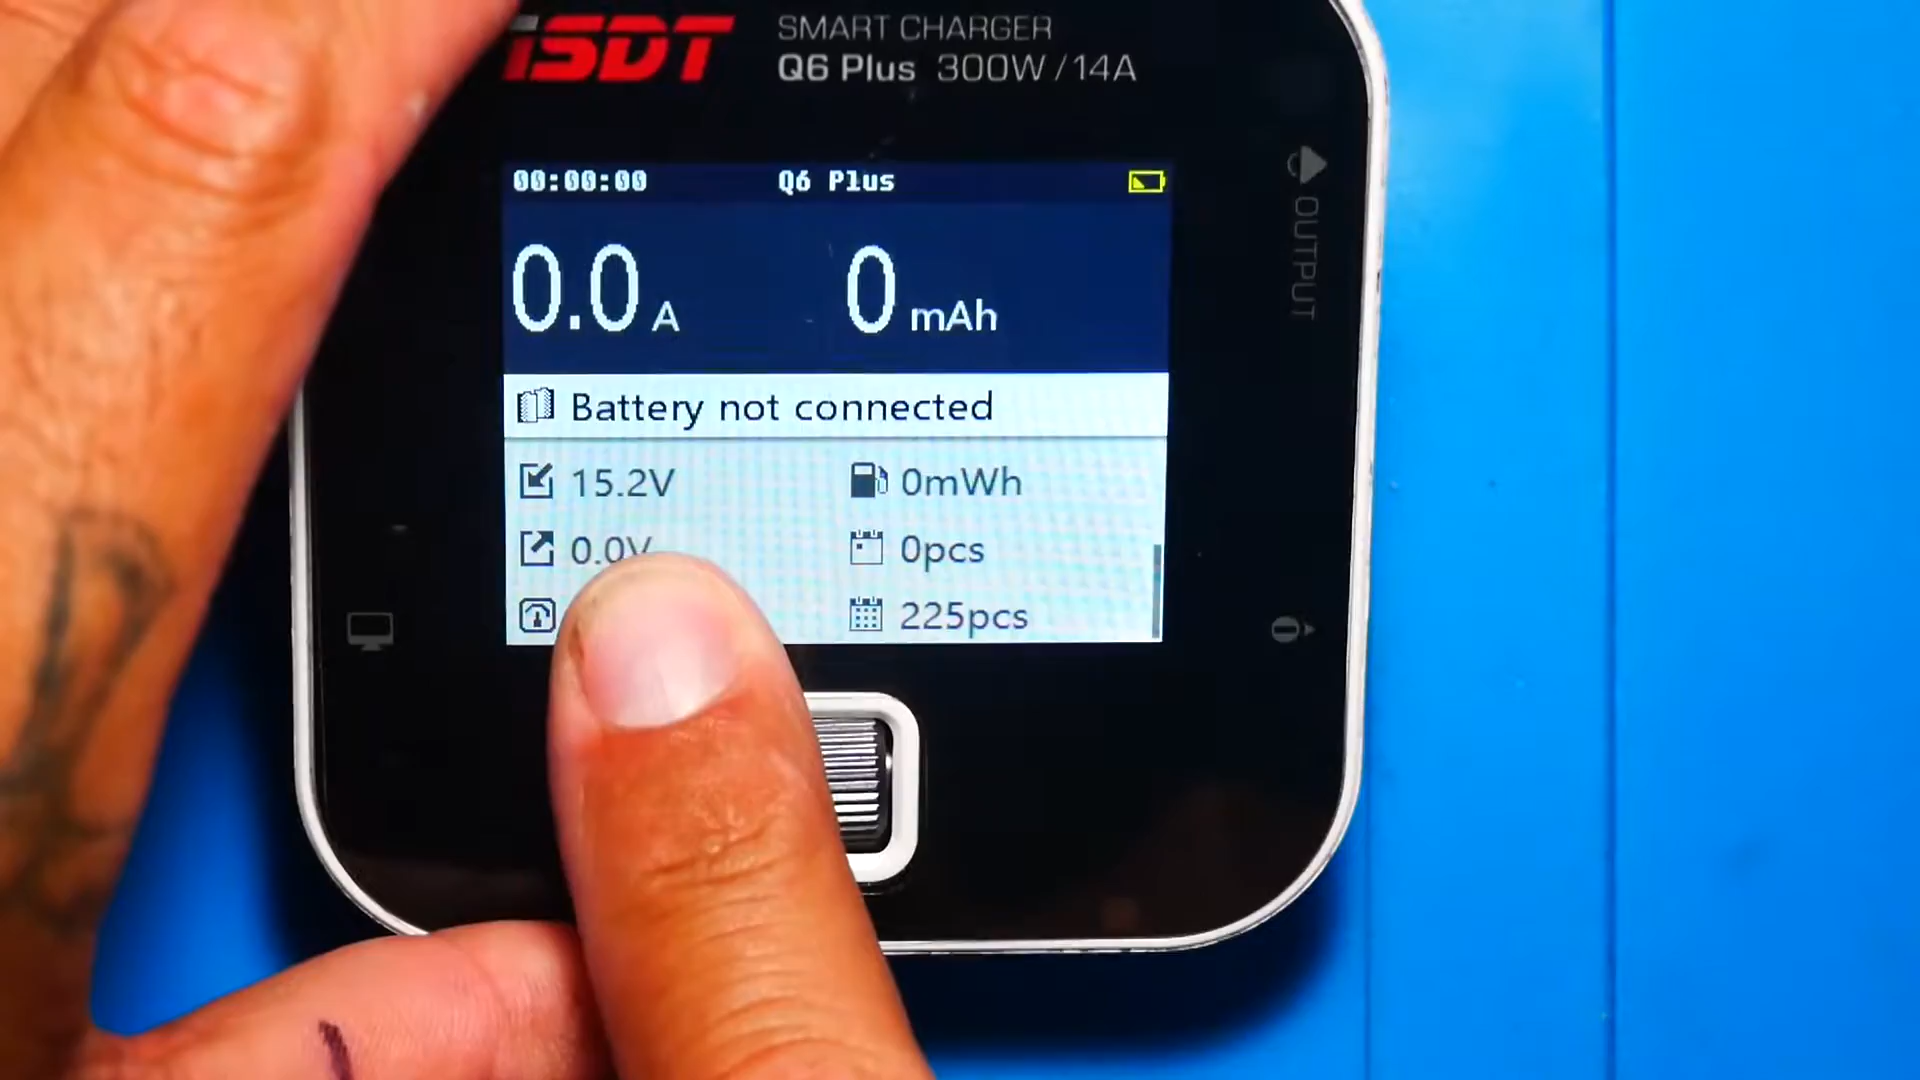 ISDT
SMART CHARGER
Q6 Plus 300W/14A
00:00:00 Q6 Plus
0.0 A 0 mAh
Battery not connected
15.2V 0mWh
0.0V 0pcs
225pcs
OUTPUT